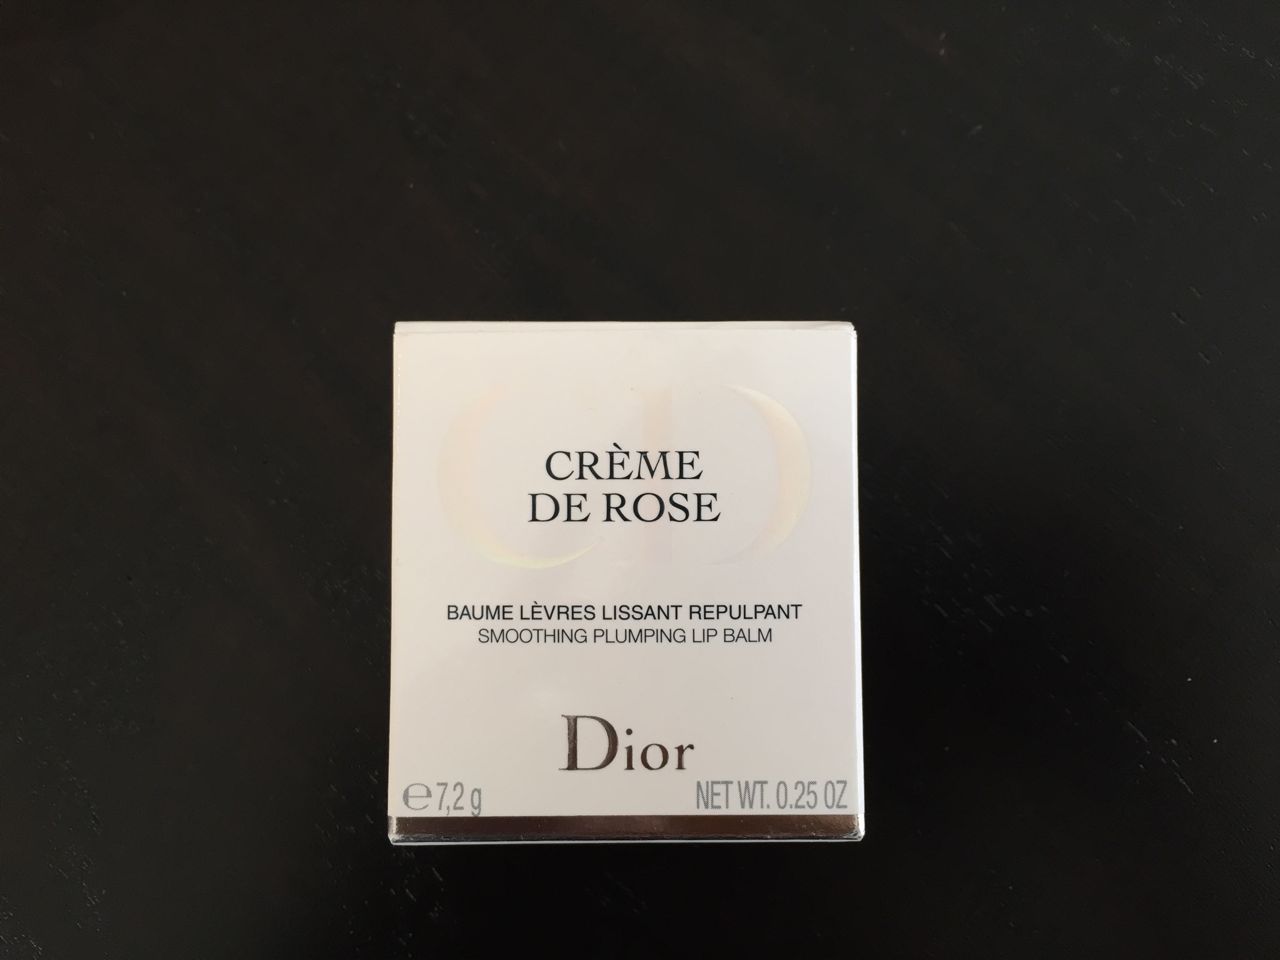 CD
CRÈME
DE ROSE
BAUME LÈVRES LISSANT REPULPANT
SMOOTHING PLUMPING LIP BALM
Dior
℮7,2 g NET WT. 0.25 OZ